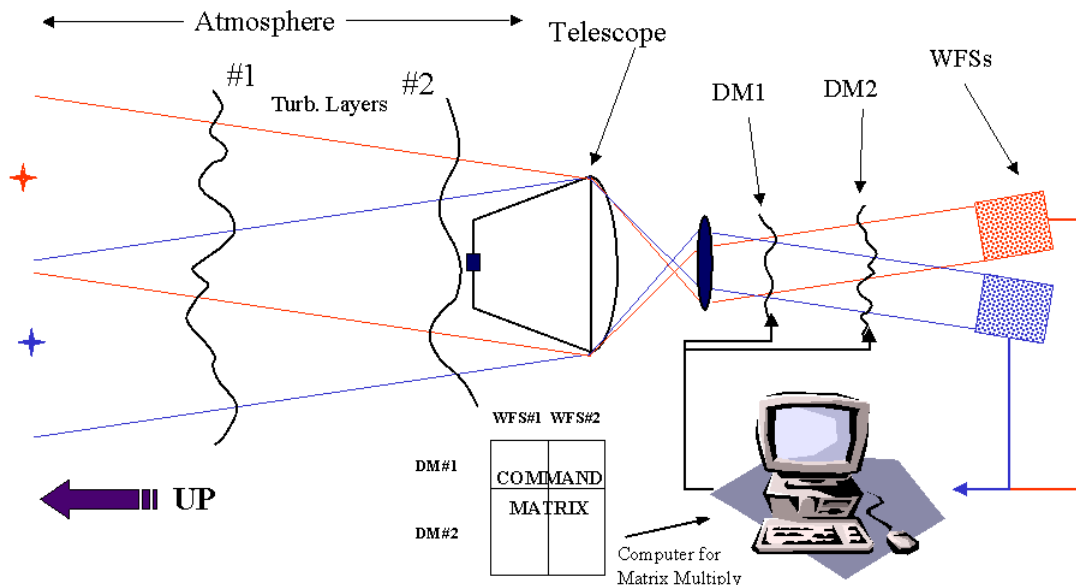 Atmosphere
Telescope
WFSs
#1
#2
Turb. Layers
DM1
DM2
WFS#1 WFS#2
DM#1
COMMAND
MATRIX
DM#2
UP
Computer for
Matrix Multiply